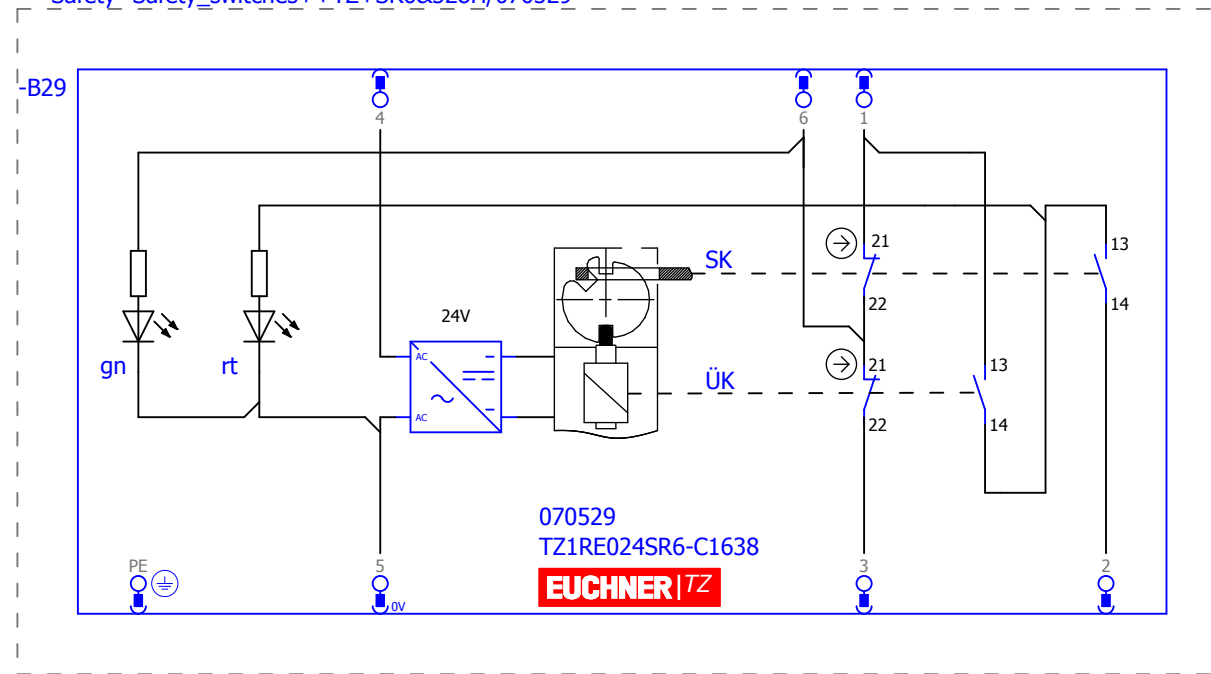 -B29
4
6
1
21
13
SK
22
14
24V
gn
rt
AC
AC
21
13
ÜK
22
14
070529
TZ1RE024SR6-C1638
EUCHNER|TZ
PE
5
0V
3
2